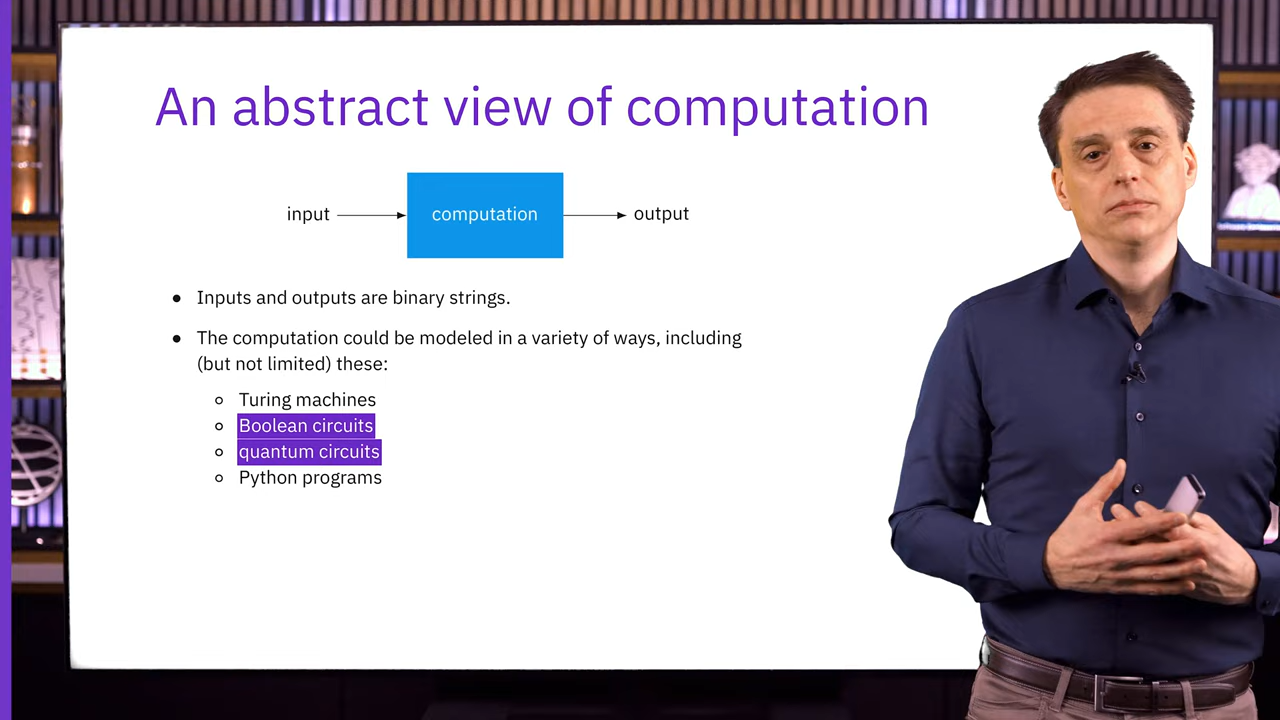 An abstract view of computation
input
computation
output
Inputs and outputs are binary strings.
The computation could be modeled in a variety of ways, including
(but not limited) these:
Turing machines
Boolean circuits
quantum circuits
Python programs